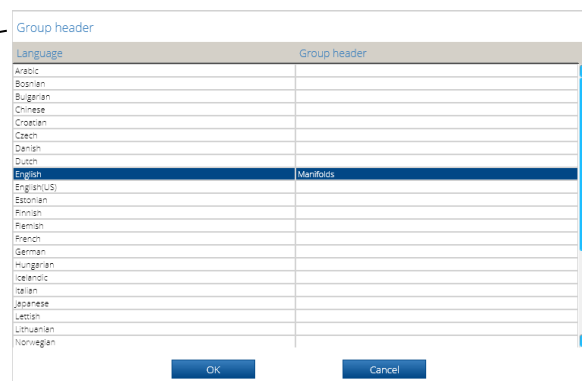 Group header
Language Group header
Arabic
Bosnian
Bulgarian
Chinese
Croatian
Czech
Danish
Dutch
English Manifolds
English(US)
Estonian
Finnish
Flemish
French
German
Hungarian
Icelandic
Italian
Japanese
Lettish
Lithuanian
Norwegian
OK Cancel